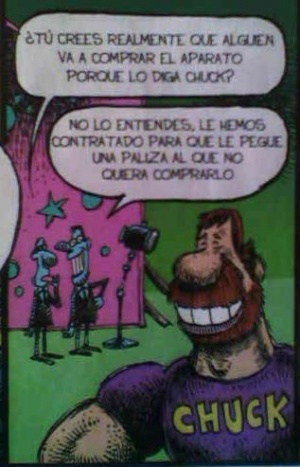 ¿TÚ CREES REALMENTE QUE ALGUIEN
VA A COMPRAR EL APARATO
PORQUE LO DIGA CHUCK?
NO LO ENTIENDES, LE HEMOS
CONTRATADO PARA QUE LE PEGUE
UNA PALIZA AL QUE NO
QUIERA COMPRARLO
CHUCK